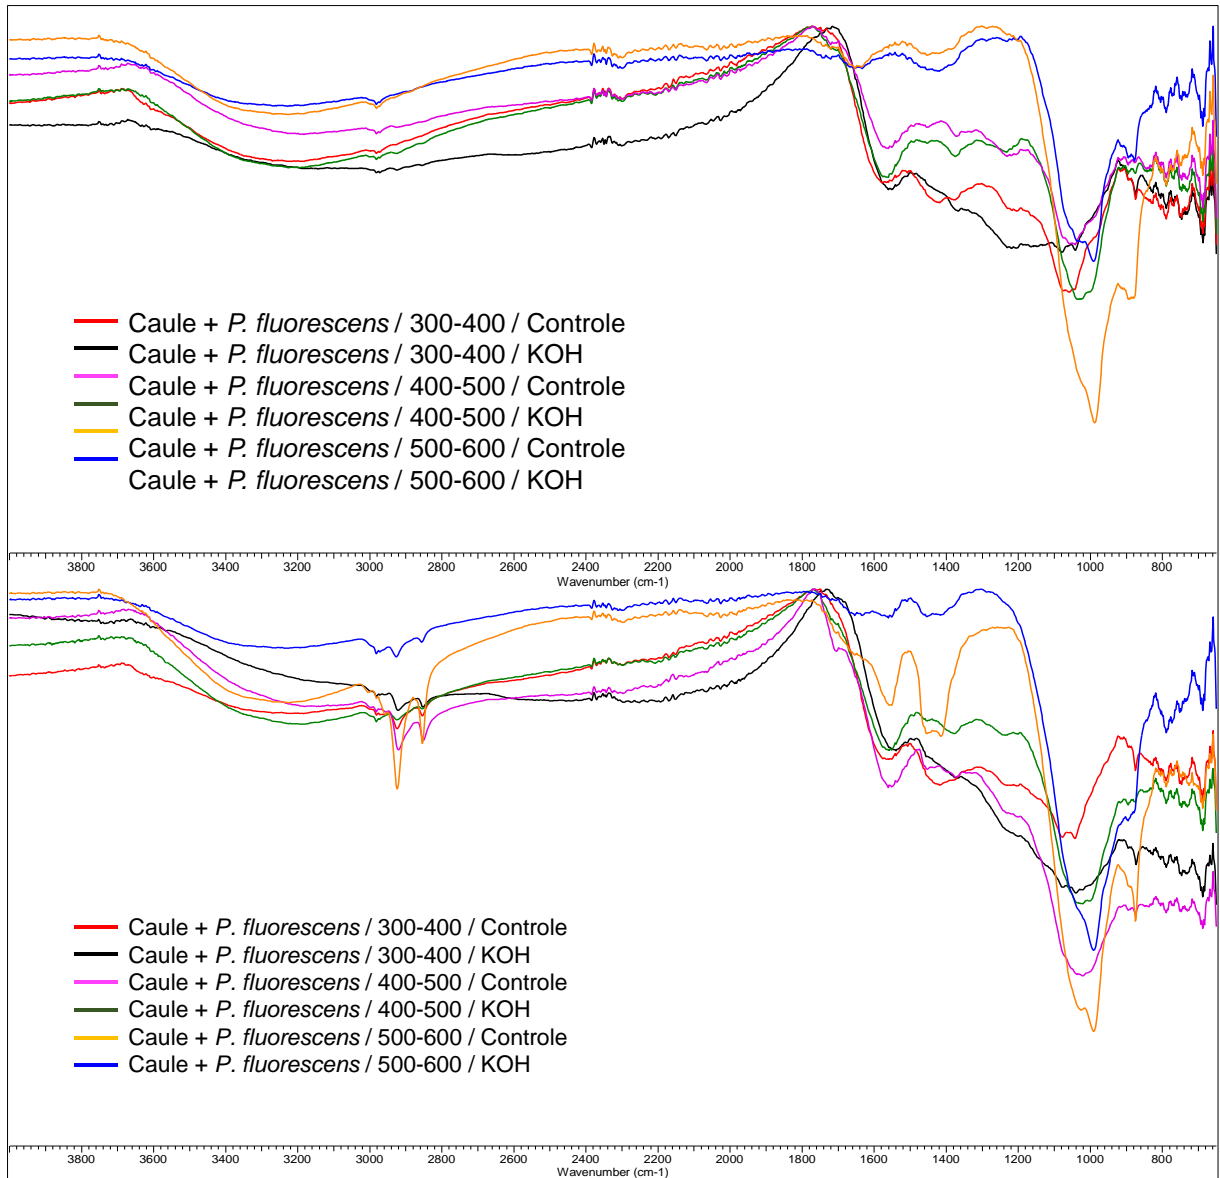 Caule + P. fluorescens / 300-400 / Controle
Caule + P. fluorescens / 300-400 / KOH
Caule + P. fluorescens / 400-500 / Controle
Caule + P. fluorescens / 400-500 / KOH
Caule + P. fluorescens / 500-600 / Controle
Caule + P. fluorescens / 500-600 / KOH
3800 3600 3400 3200 3000 2800 2600 2400 2200 2000 1800 1600 1400 1200 1000 800
Wavenumber (cm-1)
Caule + P. fluorescens / 300-400 / Controle
Caule + P. fluorescens / 300-400 / KOH
Caule + P. fluorescens / 400-500 / Controle
Caule + P. fluorescens / 400-500 / KOH
Caule + P. fluorescens / 500-600 / Controle
Caule + P. fluorescens / 500-600 / KOH
3800 3600 3400 3200 3000 2800 2600 2400 2200 2000 1800 1600 1400 1200 1000 800
Wavenumber (cm-1)